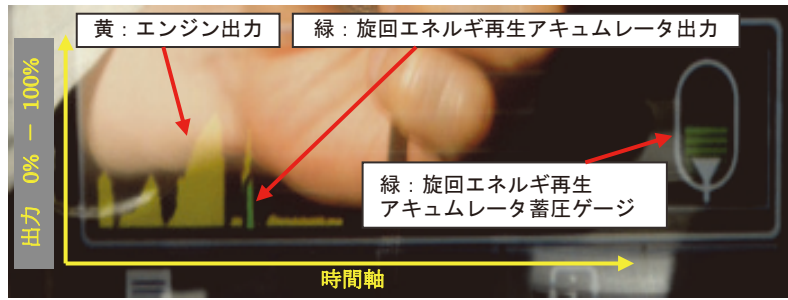 黄：エンジン出力
緑：旋回エネルギ再生アキュムレータ出力
出力 0% ー 100%
緑：旋回エネルギ再生
アキュムレータ蓄圧ゲージ
時間軸